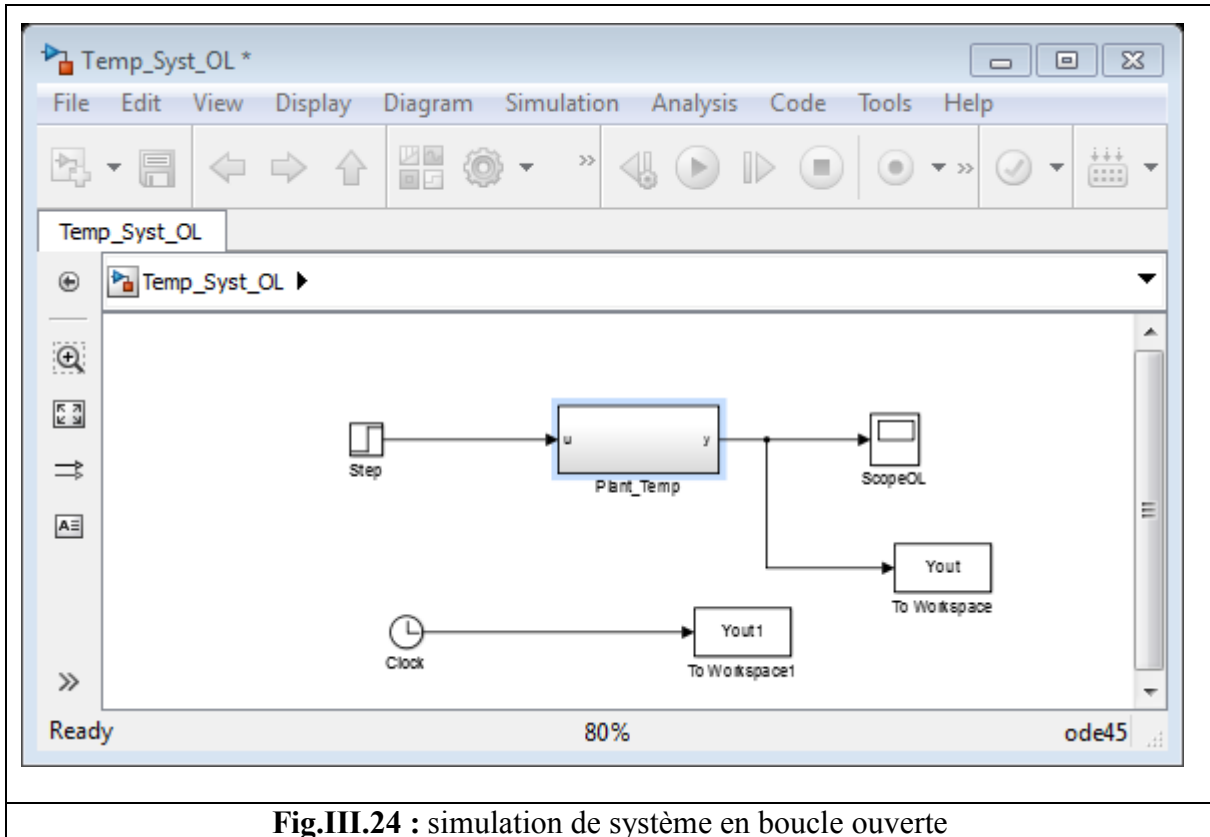 Temp_Syst_OL *
File Edit View Display Diagram Simulation Analysis Code Tools Help
Temp_Syst_OL
Temp_Syst_OL
Step
u
y
Plant_Temp
ScopeOL
Yout
To Workspace
Clock
Yout1
To Workspace1
Ready 80% ode45
Fig.III.24 : simulation de système en boucle ouverte